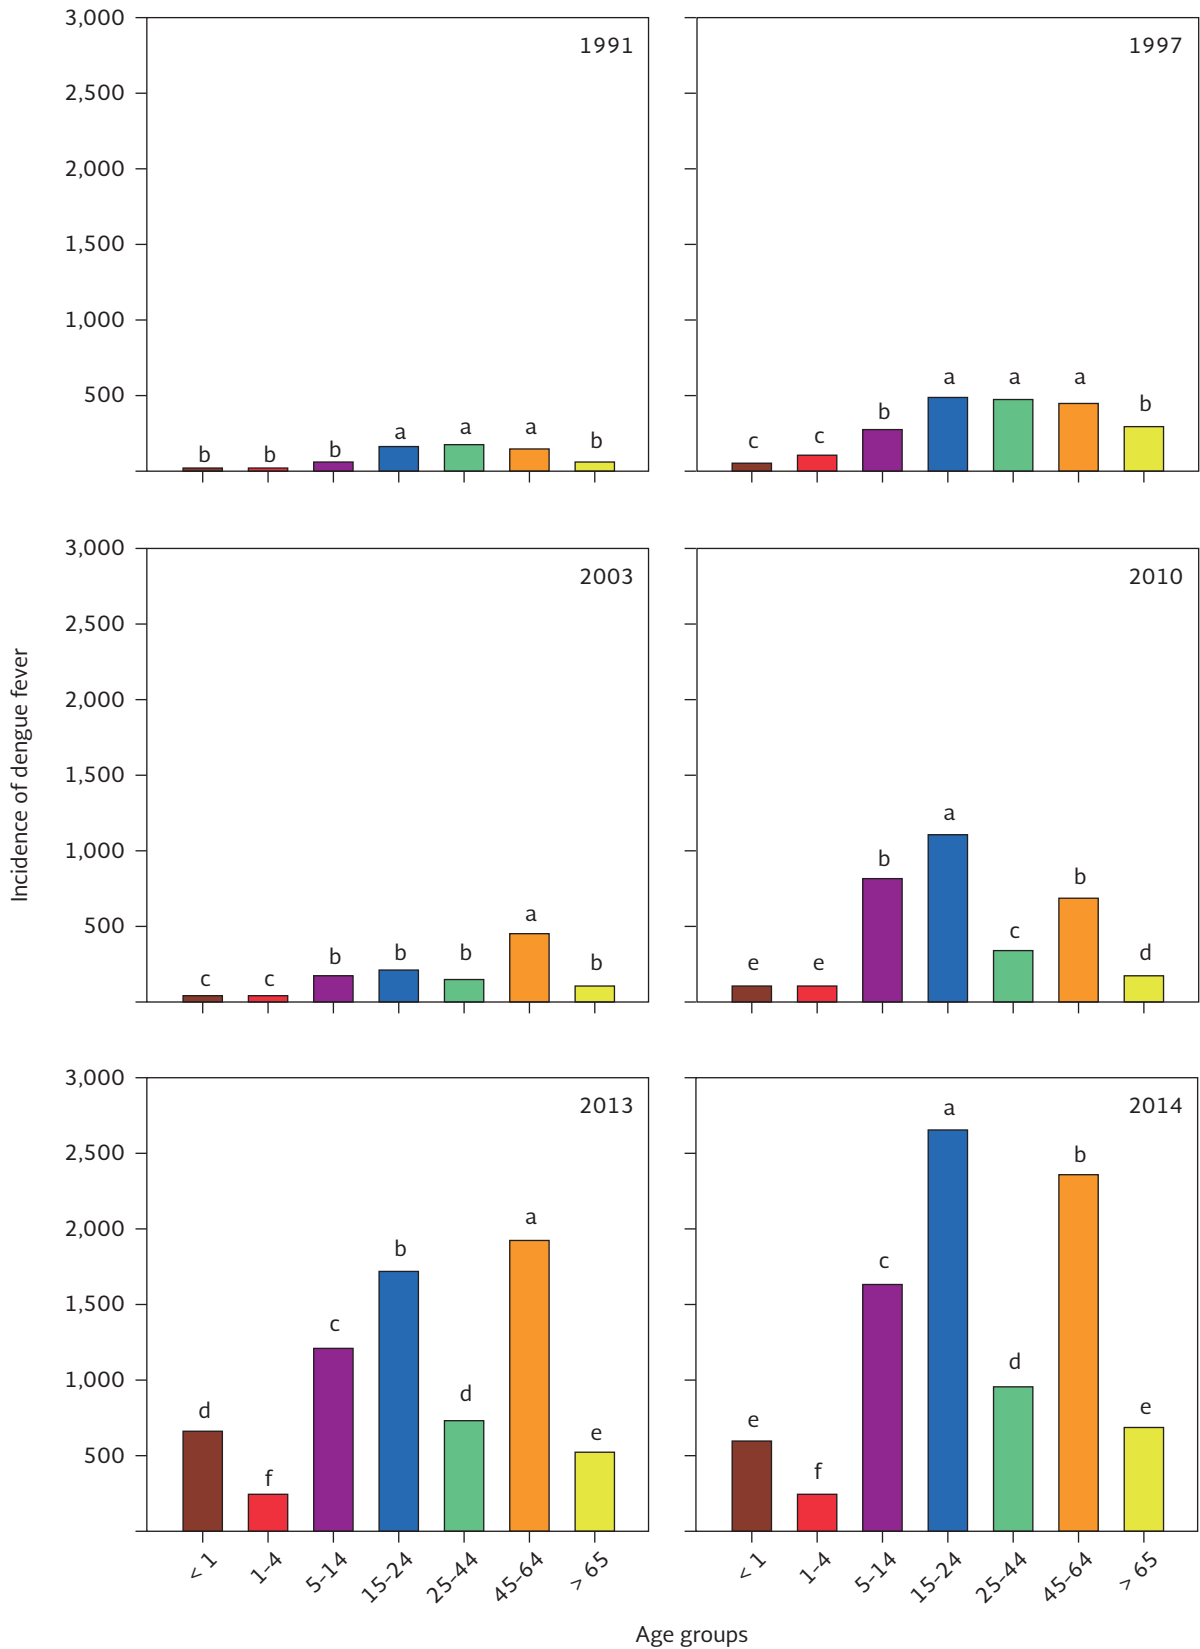 1991
3,000
2,500
2,000
1,500
1,000
500
b b b a a a b
1997
c c b a a a b
2003
3,000
2,500
2,000
1,500
1,000
500
c c b b b a b
2010
e e b a c b d
Incidence of dengue fever
2013
3,000
2,500
2,000
1,500
1,000
500
d f c b d a e
< 1 1-4 5-14 15-24 25-44 45-64 > 65
2014
e f c a d b e
< 1 1-4 5-14 15-24 25-44 45-64 > 65
Age groups